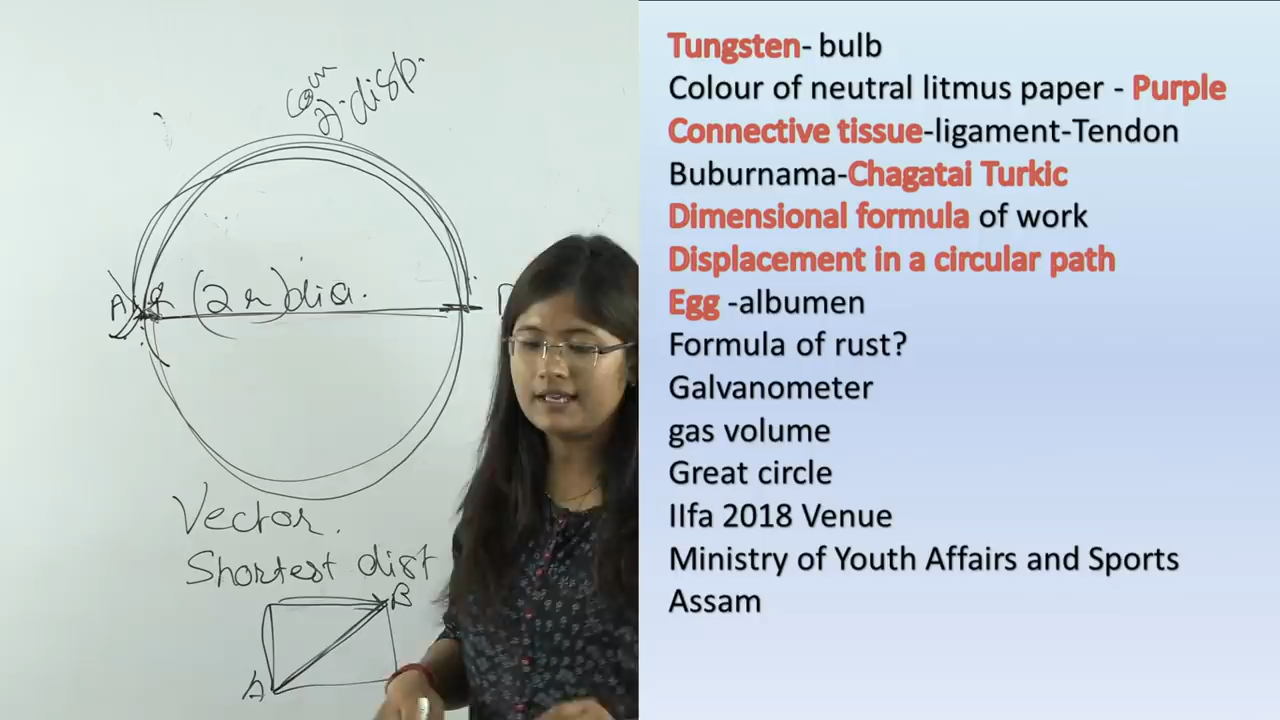 disp.
A
(2r) dia.
Vector.
Shortest dist
B
A
Tungsten- bulb
Colour of neutral litmus paper - Purple
Connective tissue-ligament-Tendon
Buburnama-Chagatai Turkic
Dimensional formula of work
Displacement in a circular path
Egg -albumen
Formula of rust?
Galvanometer
gas volume
Great circle
IIfa 2018 Venue
Ministry of Youth Affairs and Sports
Assam